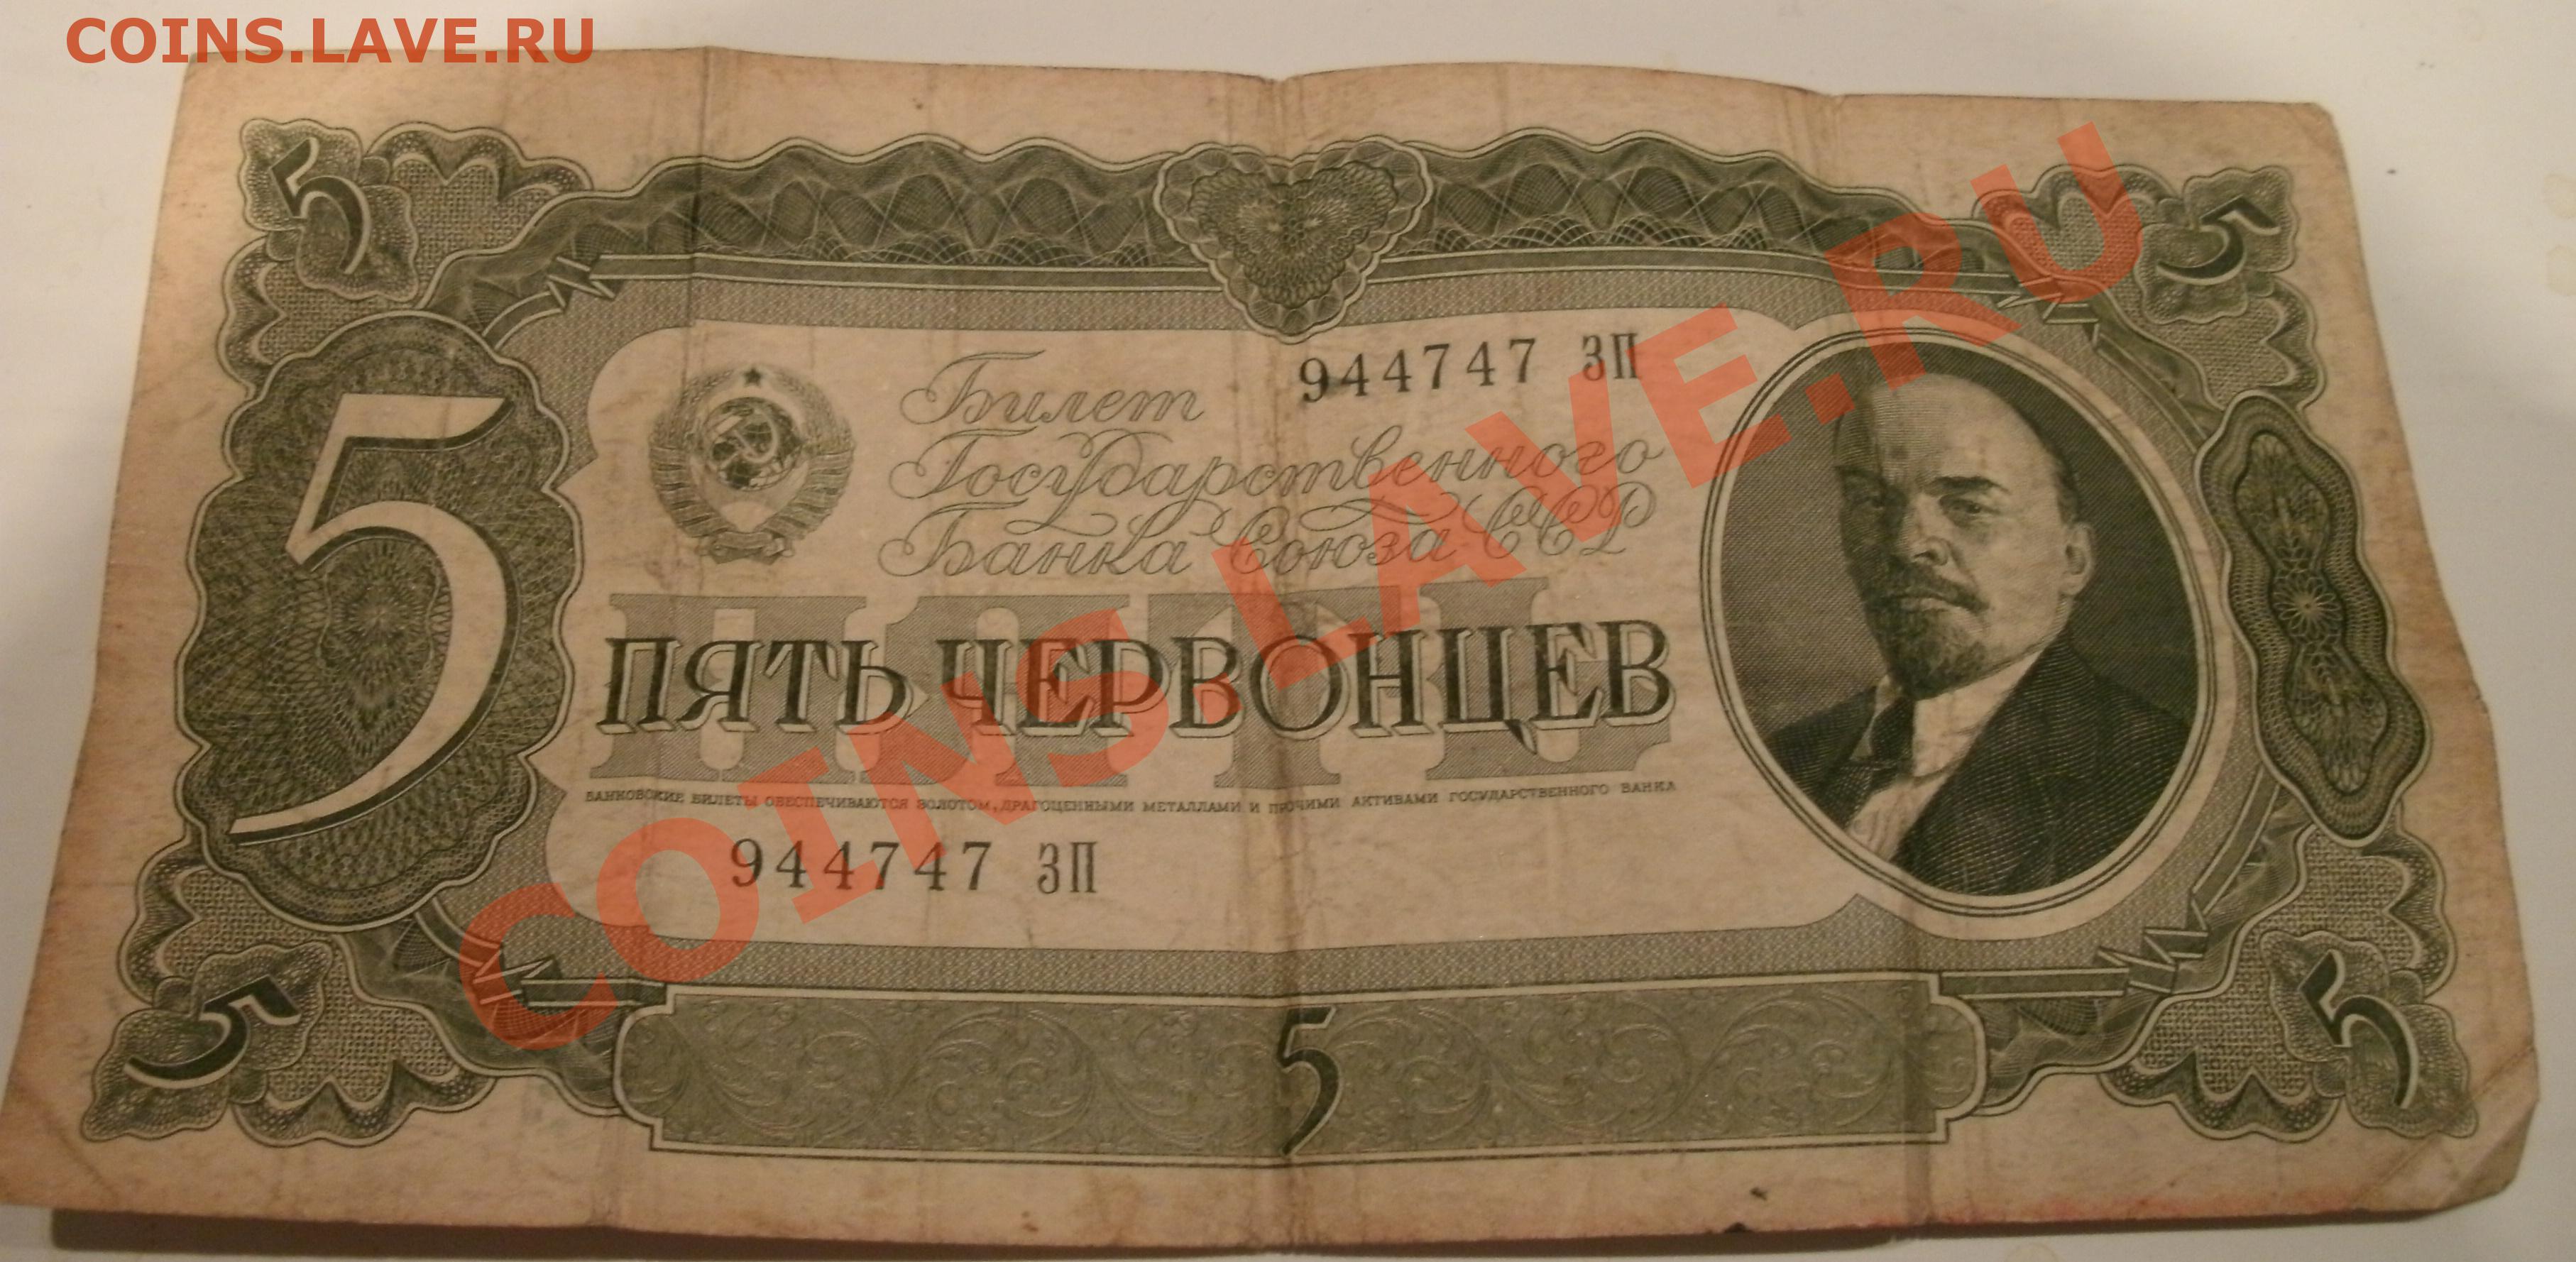 COINS.LAVE.RU
5
5
944747 ЗП
Билет
Государственного
Банка Союза ССР
5
ПЯТЬ
ПЯТЬ ЧЕРВОНЦЕВ
БАНКОВСКИЕ БИЛЕТЫ ОБЕСПЕЧИВАЮТСЯ ЗОЛОТОМ, ДРАГОЦЕННЫМИ МЕТАЛЛАМИ И ПРОЧИМИ АКТИВАМИ ГОСУДАРСТВЕННОГО БАНКА
944747 ЗП
5
5
5
COINS.LAVE.RU